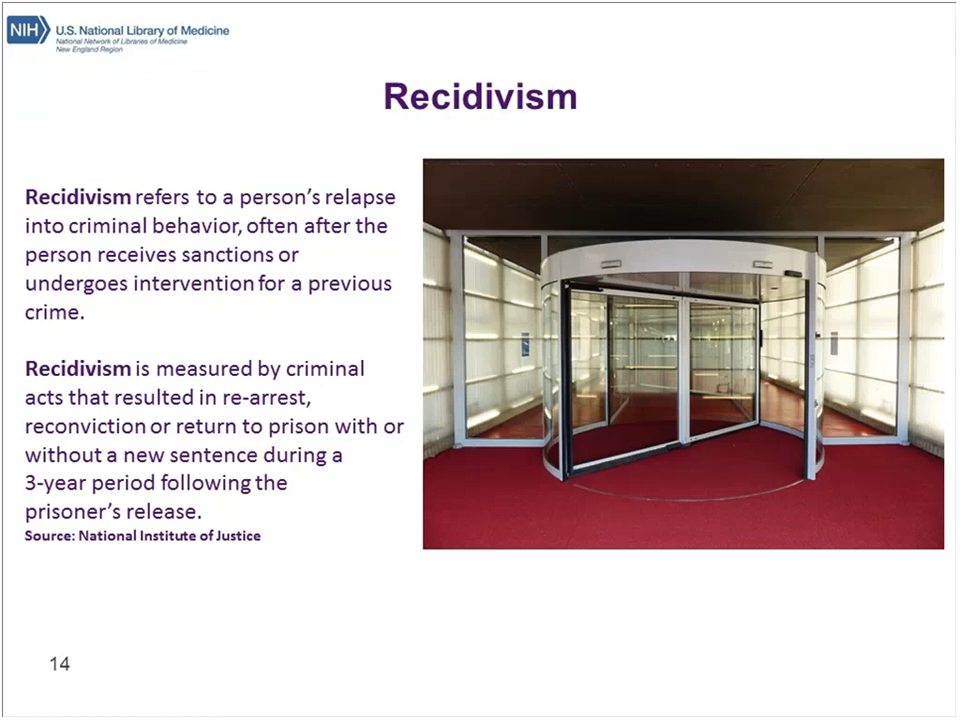 NIH
U.S. National Library of Medicine
National Network of Libraries of Medicine
New England Region
Recidivism
Recidivism refers to a person's relapse
into criminal behavior, often after the
person receives sanctions or
undergoes intervention for a previous
crime.
Recidivism is measured by criminal
acts that resulted in re-arrest,
reconviction or return to prison with or
without a new sentence during a
3-year period following the
prisoner's release.
Source: National Institute of Justice
14